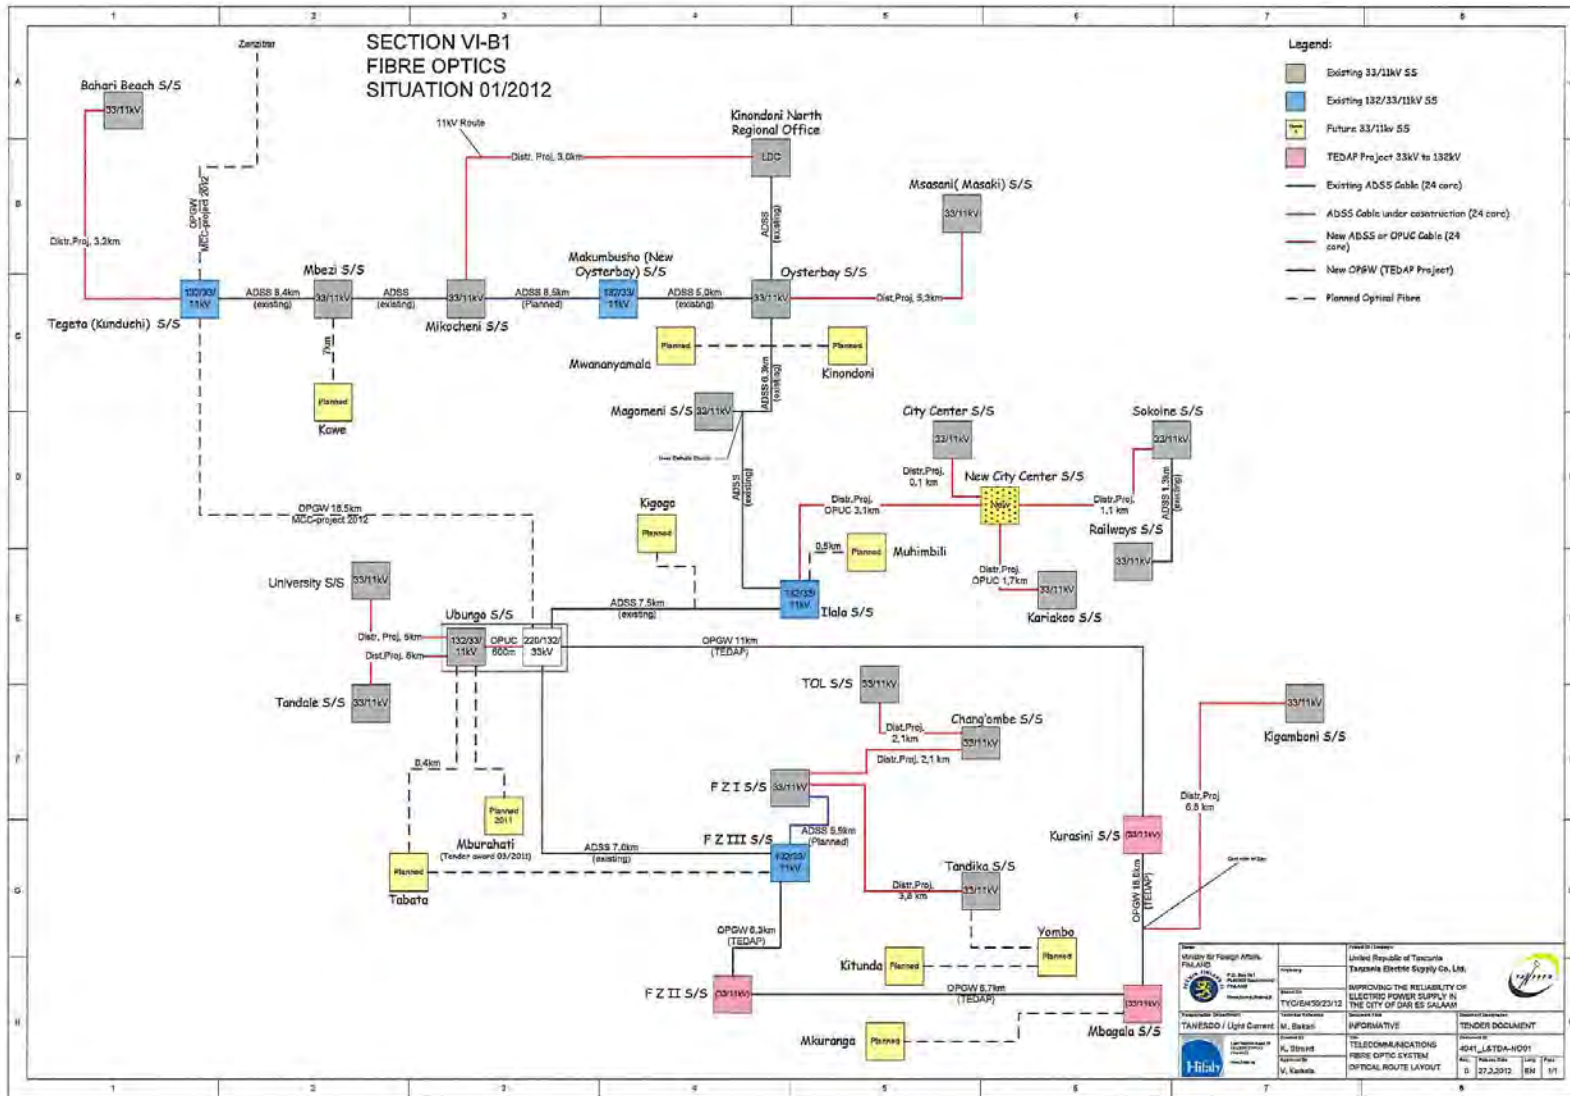 SECTION VI-B1
FIBRE OPTICS
SITUATION 01/2012
1 2 3 4 5 6 7 8
A
B
C
D
E
F
G
H
Zanzibar
Bahari Beach S/S
33/11kV
Distr.Proj. 3.2km
OPGW
MCC-project 2012
11kV Route
Distr. Proj. 3,0km
Kinondoni North
Regional Office
LDC
ADSS
(existing)
Msasani( Masaki) S/S
33/11kV
Dist.Proj. 5,3km
Tegeta (Kunduchi) S/S
132/33/
11kV
ADSS 8,4km
(existing)
Mbezi S/S
33/11kV
ADSS
(existing)
33/11kV
Mikocheni S/S
ADSS 8,5km
(Planned)
Makumbusho (New
Oysterbay) S/S
132/33/
11kV
ADSS 5,0km
(existing)
Oysterbay S/S
33/11kV
7km
Planned
Kawe
Mwananyamala
Planned
Planned
Kinondoni
ADSS 6,3km
(existing)
Magomeni S/S
33/11kV
ADSS
(existing)
City Center S/S
33/11kV
Distr.Proj.
0,1 km
New City Center S/S
New
Distr.Proj.
1,1 km
Sokoine S/S
33/11kV
ADSS 1,3km
(existing)
Railways S/S
33/11kV
Distr.Proj.
OPUC 3,1km
Distr.Proj.
OPUC 1,7km
33/11kV
Kariakoo S/S
OPGW 18,5km
MCC-project 2012
Kigogo
Planned
0,5km
Planned
Muhimbili
132/33/
11kV
Ilala S/S
ADSS 7,5km
(existing)
University S/S
33/11kV
Distr. Proj. 5km
Dist.Proj. 6km
Tandale S/S
33/11kV
Ubungo S/S
132/33/
11kV
OPUC
600m
220/132/
33kV
OPGW 11km
(TEDAP)
TOL S/S
33/11kV
Dist.Proj.
2,1km
Chang'ombe S/S
33/11kV
Distr.Proj. 2,1 km
33/11kV
Kigamboni S/S
Distr.Proj
6,8 km
8,4km
Planned
2011
Mburahati
(Tender award 03/2011)
Planned
Tabata
F Z I S/S
33/11kV
ADSS 5,5km
(Planned)
F Z III S/S
132/33/
11kV
ADSS 7,0km
(existing)
Kurasini S/S
(33/11kV)
Tandika S/S
33/11kV
Distr.Proj.
3,8 km
OPGW 6,3km
(TEDAP)
F Z II S/S
(33/11kV)
Kitunda
Planned
Yombo
Planned
OPGW 6,7km
(TEDAP)
(33/11kV)
Mbagala S/S
Mkuranga
Planned
Legend:
Existing 33/11kV SS
Existing 132/33/11kV SS
Future 33/11kv SS
TEDAP Project 33kV to 132kV
Existing ADSS Cable (24 core)
ADSS Cable under construction (24 core)
New ADSS or OPUC Cable (24
core)
New OPGW (TEDAP Project)
Planned Optical Fibre
Ministry for Foreign Affairs,
FINLAND
United Republic of Tanzania
Tanzania Electric Supply Co. Ltd.
IMPROVING THE RELIABILITY OF
ELECTRIC POWER SUPPLY IN
THE CITY OF DAR ES SALAAM
TANESCO / Light Current
M. Bakari
INFORMATIVE
TENDER DOCUMENT
K. Strand
TELECOMMUNICATIONS
FIBRE OPTIC SYSTEM
OPTICAL ROUTE LAYOUT
0 27.2.2012 EN 1/1
Hifab